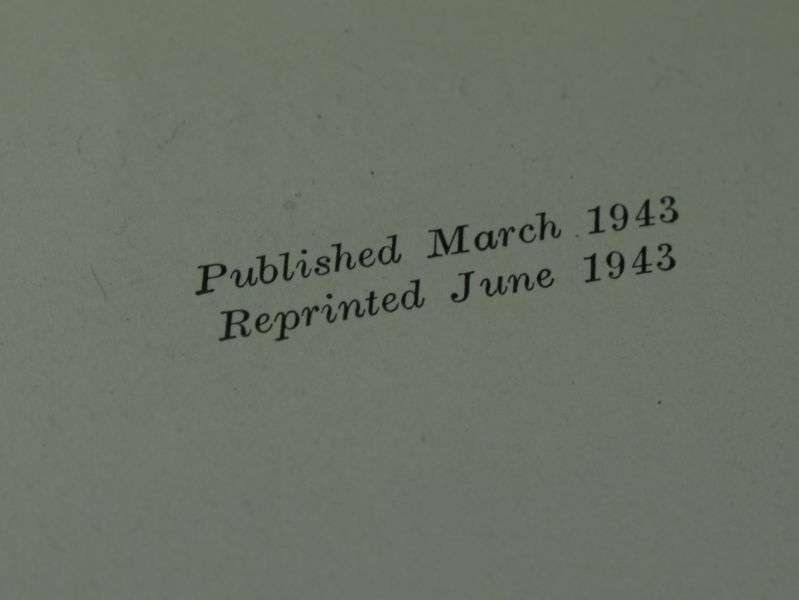 Published March 1943
Reprinted June 1943